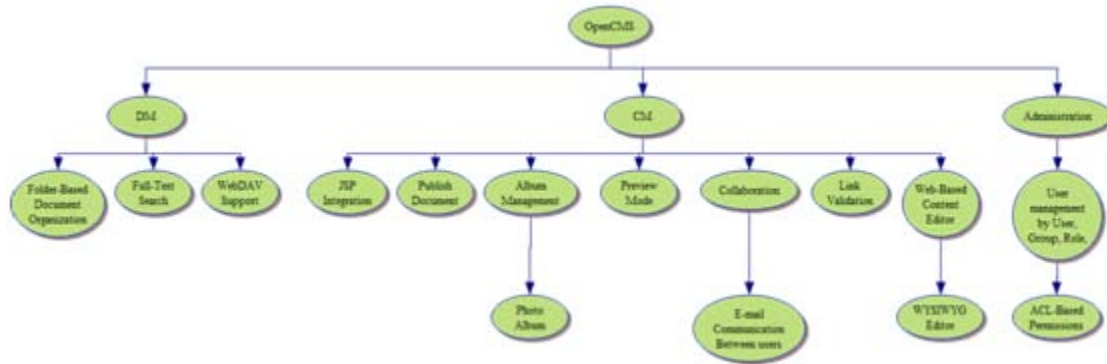 OpenCMS
DM
CM
Administration
Folder-Based
Document
Organization
Full-Text
Search
WebDAV
Support
JSP
Integration
Publish
Document
Album
Management
Preview
Mode
Collaboration
Link
Validation
Web-Based
Content
Editor
User
management
by User,
Group, Role,
Photo
Album
E-mail
Communication
Between users
WYSIWYG
Editor
ACL-Based
Permissions